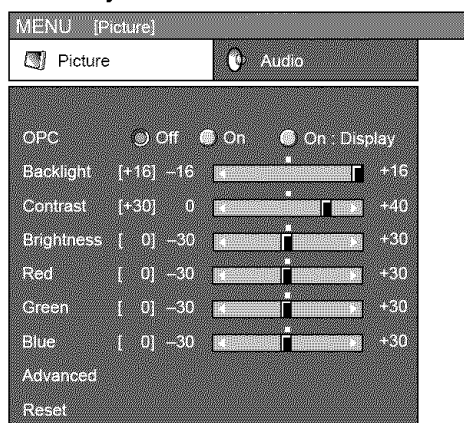 MENU [Picture]
Picture Audio
OPC Off On On : Display
Backlight [+16] –16 +16
Contrast [+30] 0 +40
Brightness [ 0] –30 +30
Red [ 0] –30 +30
Green [ 0] –30 +30
Blue [ 0] –30 +30
Advanced
Reset